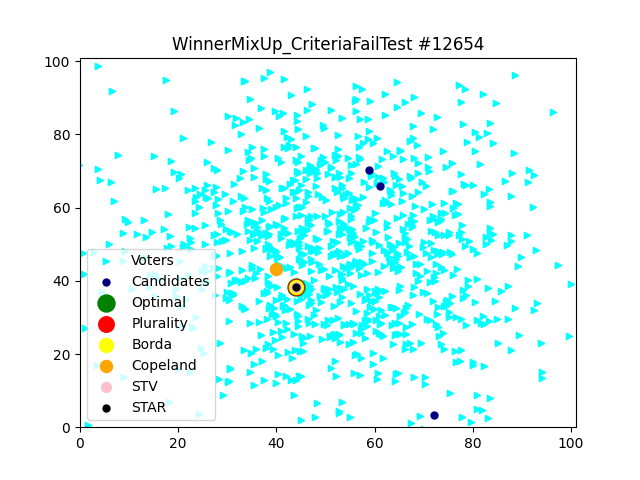 WinnerMixUp_CriteriaFailTest #12654
100
80
60
40
20
0
Voters
Candidates
Optimal
Plurality
Borda
Copeland
STV
STAR
0 20 40 60 80 100